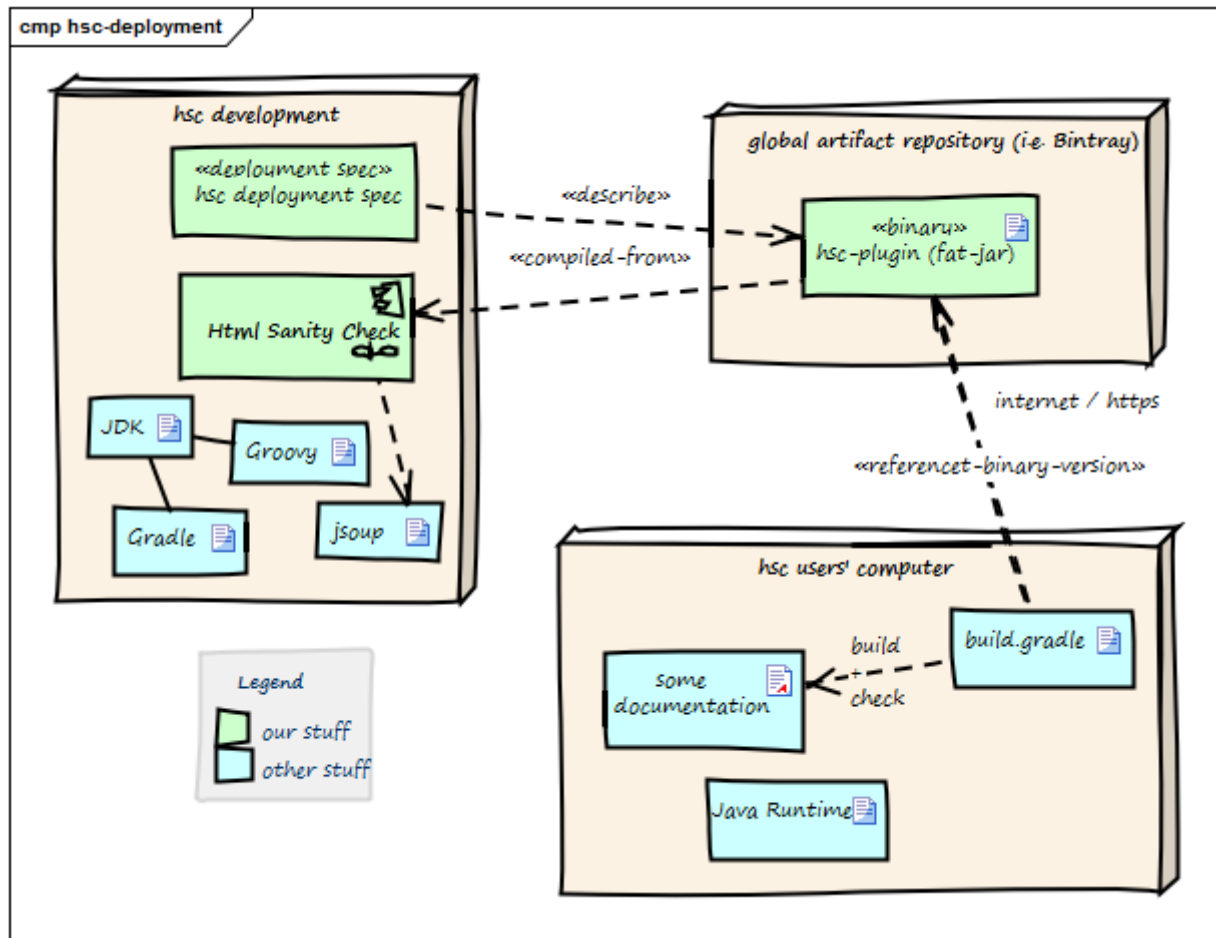 cmp hsc-deployment
hsc development
«deployment spec»
hsc deployment spec
Html Sanity Check
JDK
Groovy
Gradle
jsoup
«describe»
«compiled-from»
global artifact repository (i.e. Bintray)
«binary»
hsc-plugin (fat-jar)
internet / https
«referencet-binary-version»
hsc users' computer
build.gradle
build
+
check
some
documentation
Java Runtime
Legend
our stuff
other stuff